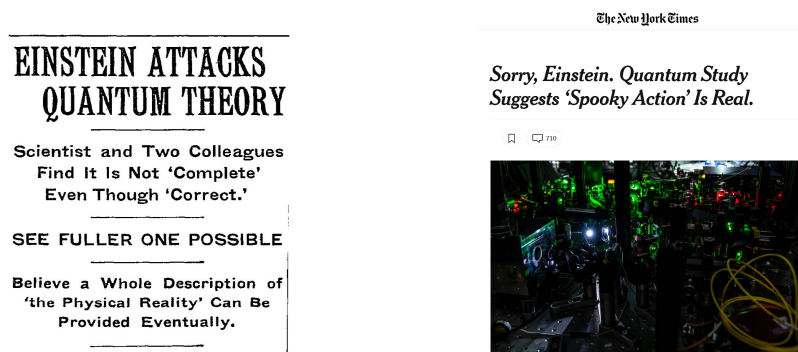 EINSTEIN ATTACKS
QUANTUM THEORY
Scientist and Two Colleagues
Find It Is Not ‘Complete’
Even Though ‘Correct.’
SEE FULLER ONE POSSIBLE
Believe a Whole Description of
‘the Physical Reality’ Can Be
Provided Eventually.
The New York Times
Sorry, Einstein. Quantum Study
Suggests ‘Spooky Action’ Is Real.
710